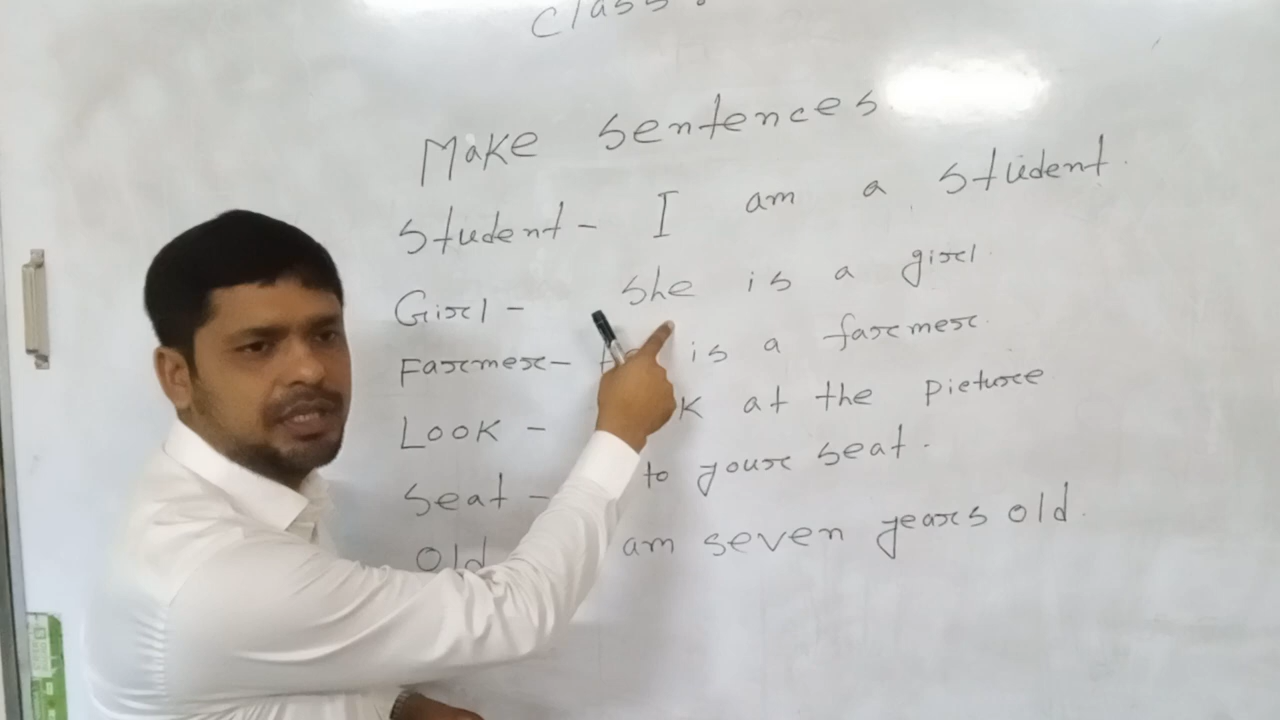 Class
Make sentences
Student - I am a student.
Girl - She is a girl.
Farmer - is a farmer.
Look - at the picture
Seat - to your seat.
Old am seven years old.